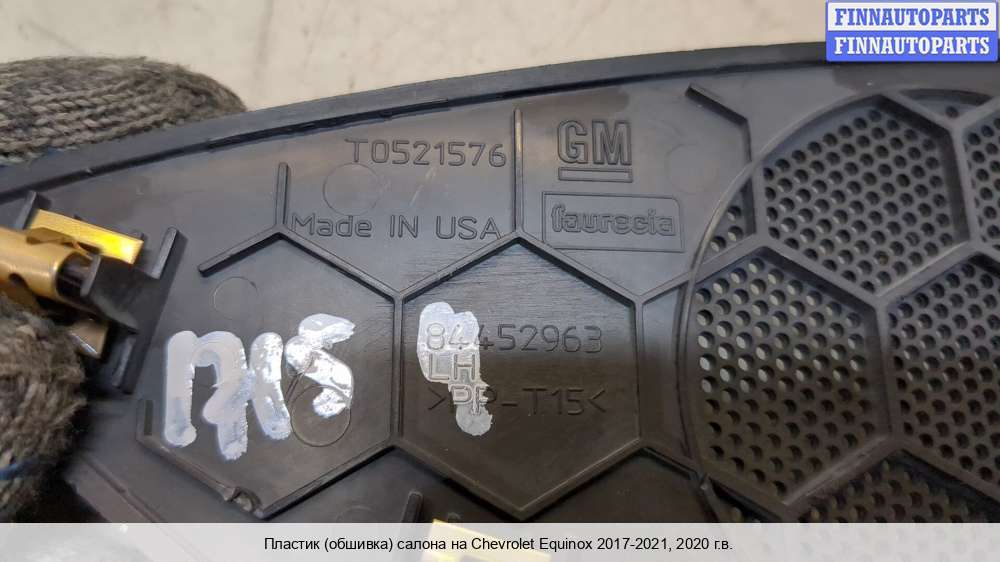 FINNAUTOPARTS
FINNAUTOPARTS
T0521576
GM
Made IN USA
faurecia
84452963
LH
>PP-T15<
Пластик (обшивка) салона на Chevrolet Equinox 2017-2021, 2020 г.в.